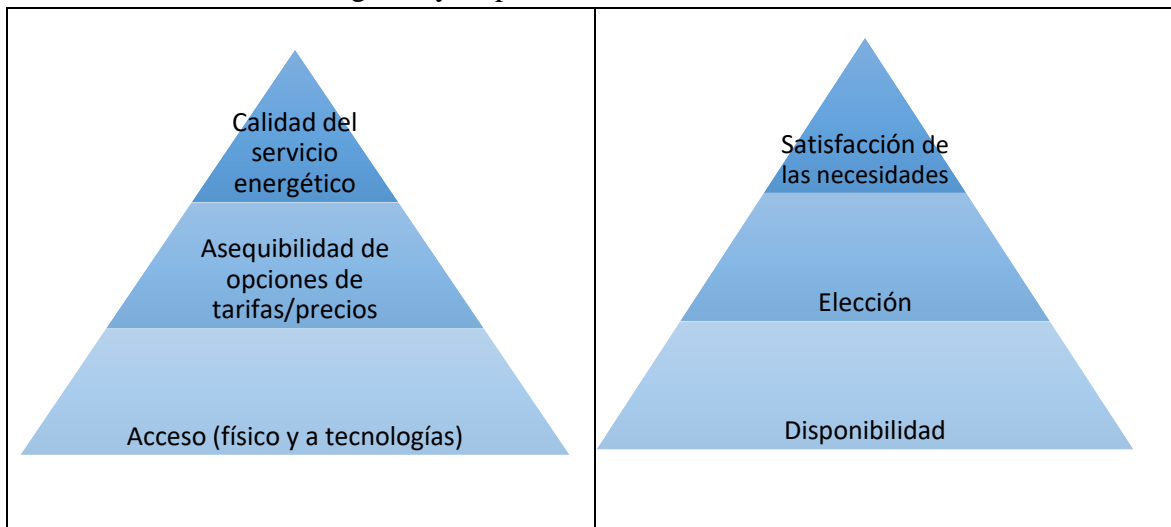 Calidad del
servicio
energético
Asequibilidad de
opciones de
tarifas/precios
Acceso (físico y a tecnologías)
Satisfacción de
las necesidades
Elección
Disponibilidad